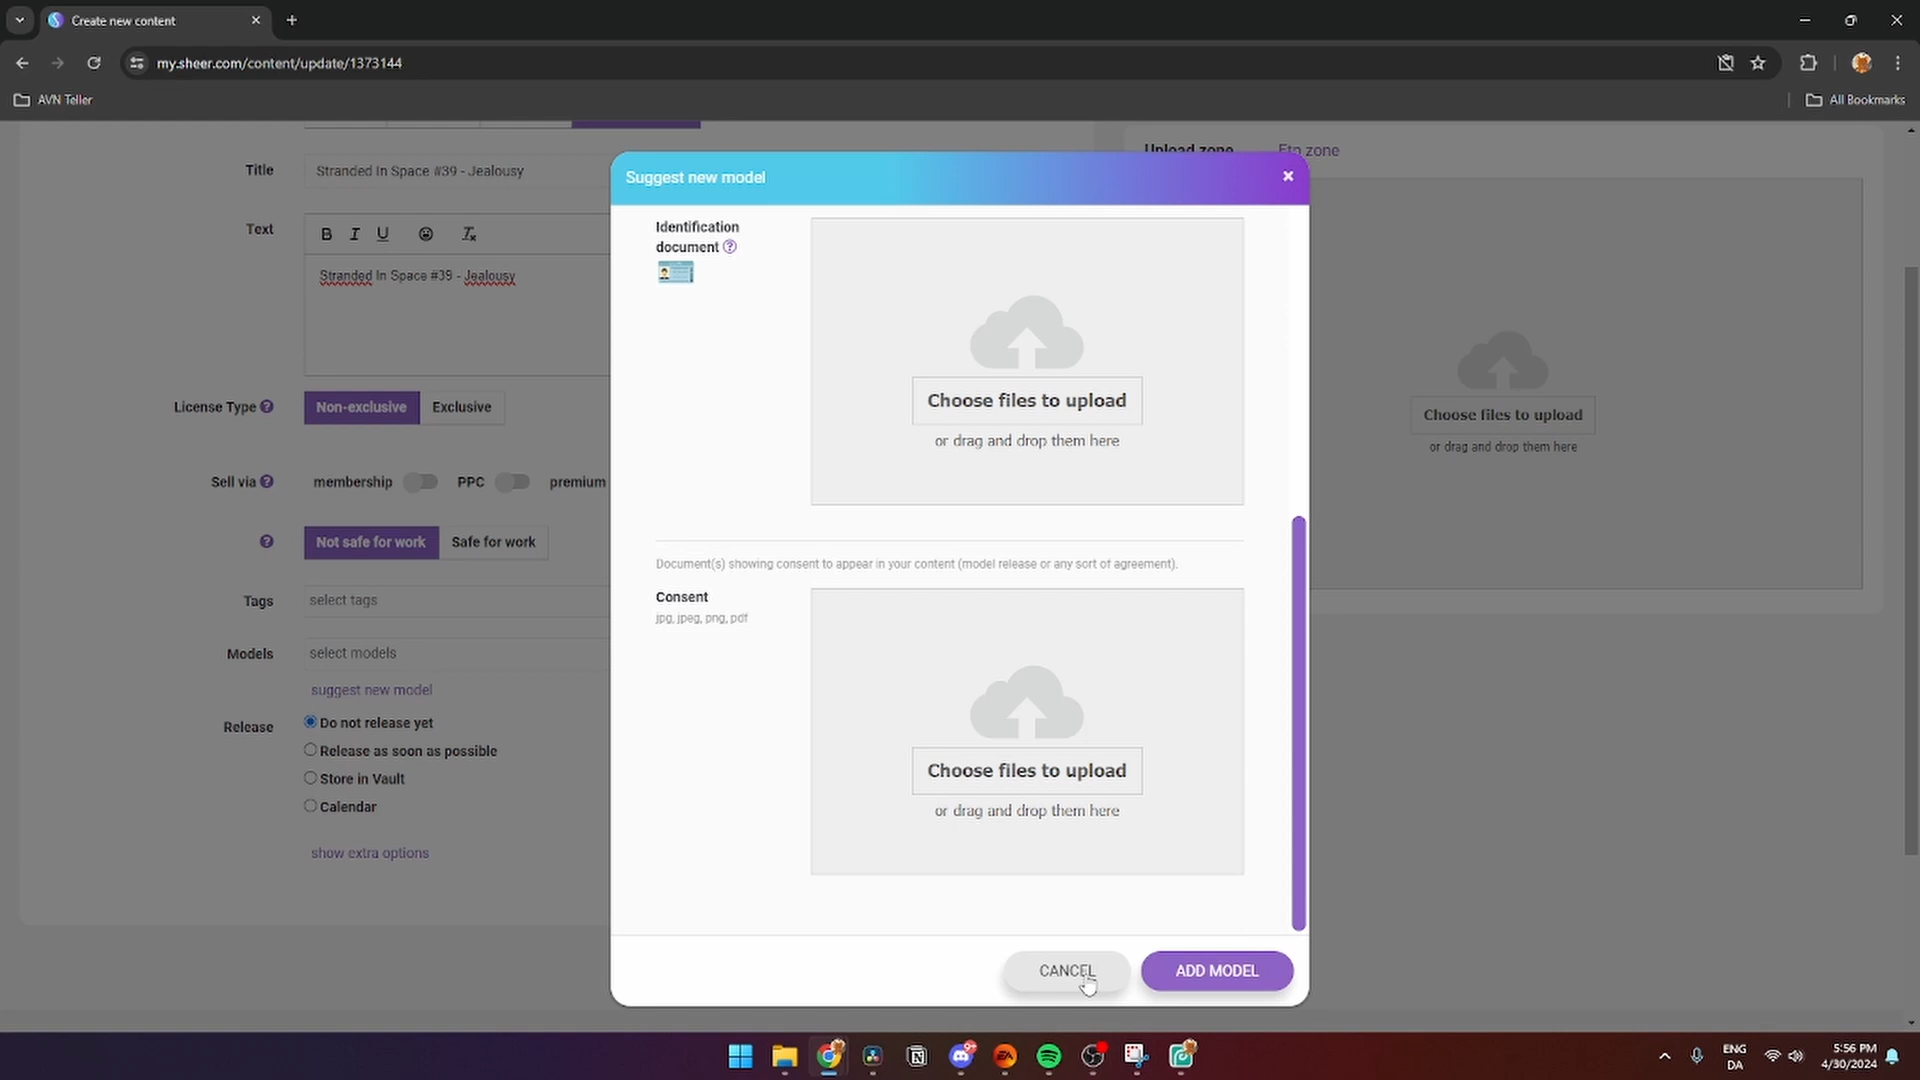 Create new content
my.sheer.com/content/update/1373144
AVN Teller
All Bookmarks
Title
Stranded In Space #39 - Jealousy
Text
B I U
Stranded In Space #39 - Jealousy
License Type
Non-exclusive
Exclusive
Sell via
membership
PPC
premium
Not safe for work
Safe for work
Tags
select tags
Models
select models
suggest new model
Release
Do not release yet
Release as soon as possible
Store in Vault
Calendar
show extra options
Suggest new model
Identification
document
Choose files to upload
or drag and drop them here
Document(s) showing consent to appear in your content (model release or any sort of agreement).
Consent
jpg, jpeg, png, pdf
Choose files to upload
or drag and drop them here
CANCEL
ADD MODEL
Upload zone
Ftp zone
Choose files to upload
or drag and drop them here
ENG
DA
5:56 PM
4/30/2024